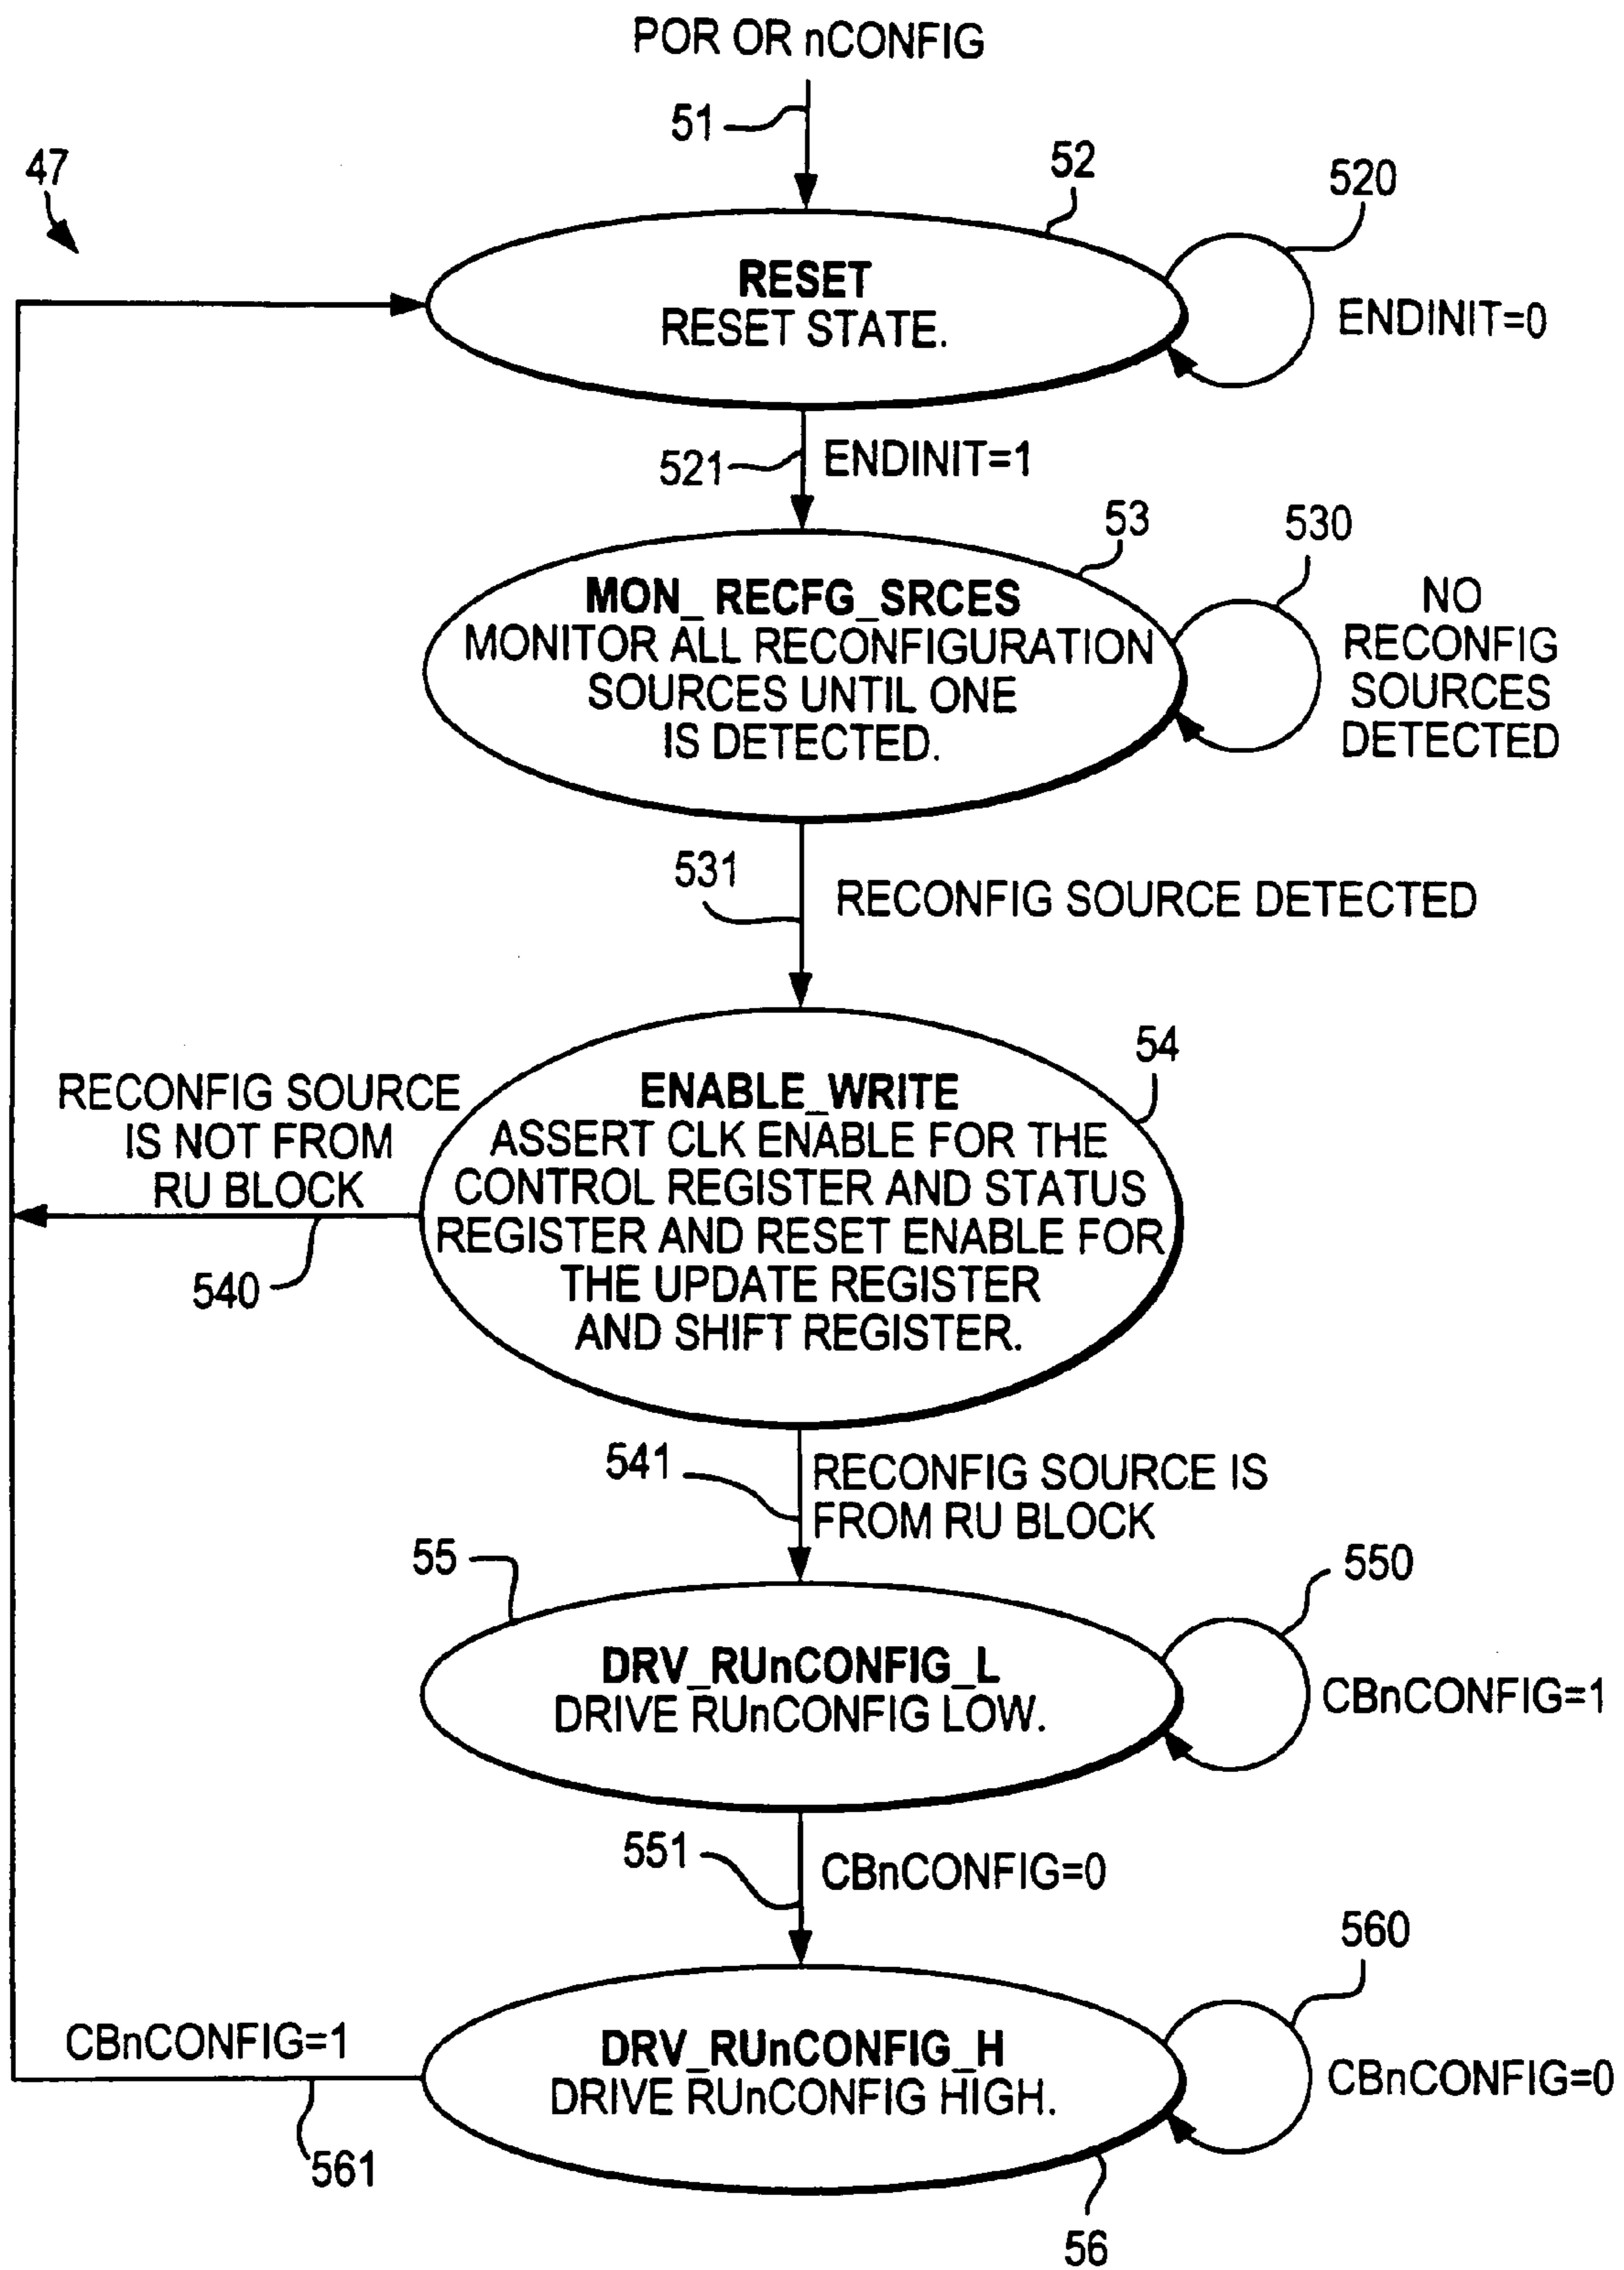 POR OR nCONFIG
51
47
52
520
RESET
RESET STATE.
ENDINIT=0
521
ENDINIT=1
53
530
MON_RECFG_SRCES
MONITOR ALL RECONFIGURATION
SOURCES UNTIL ONE
IS DETECTED.
NO
RECONFIG
SOURCES
DETECTED
531
RECONFIG SOURCE DETECTED
54
RECONFIG SOURCE
IS NOT FROM
RU BLOCK
540
ENABLE_WRITE
ASSERT CLK ENABLE FOR THE
CONTROL REGISTER AND STATUS
REGISTER AND RESET ENABLE FOR
THE UPDATE REGISTER
AND SHIFT REGISTER.
541
RECONFIG SOURCE IS
FROM RU BLOCK
55
550
DRV_RUnCONFIG_L
DRIVE RUnCONFIG LOW.
CBnCONFIG=1
551
CBnCONFIG=0
560
CBnCONFIG=1
561
DRV_RUnCONFIG_H
DRIVE RUnCONFIG HIGH.
CBnCONFIG=0
56